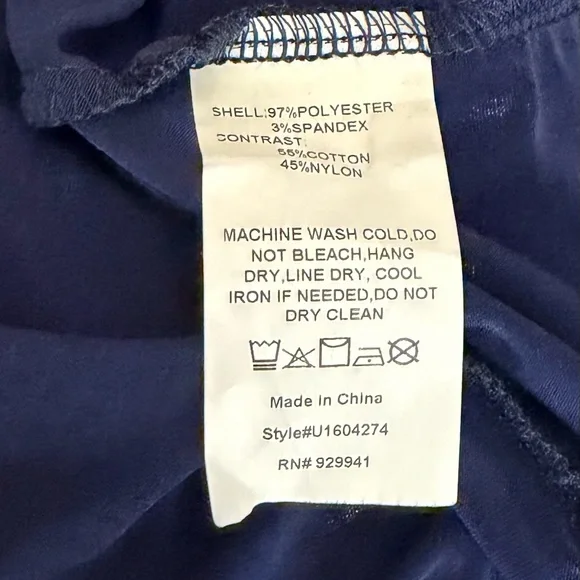 SHELL:97%POLYESTER
3%SPANDEX
CONTRAST:
55%COTTON
45%NYLON
MACHINE WASH COLD,DO
NOT BLEACH,HANG
DRY,LINE DRY, COOL
IRON IF NEEDED,DO NOT
DRY CLEAN
Made in China
Style#U1604274
RN# 929941